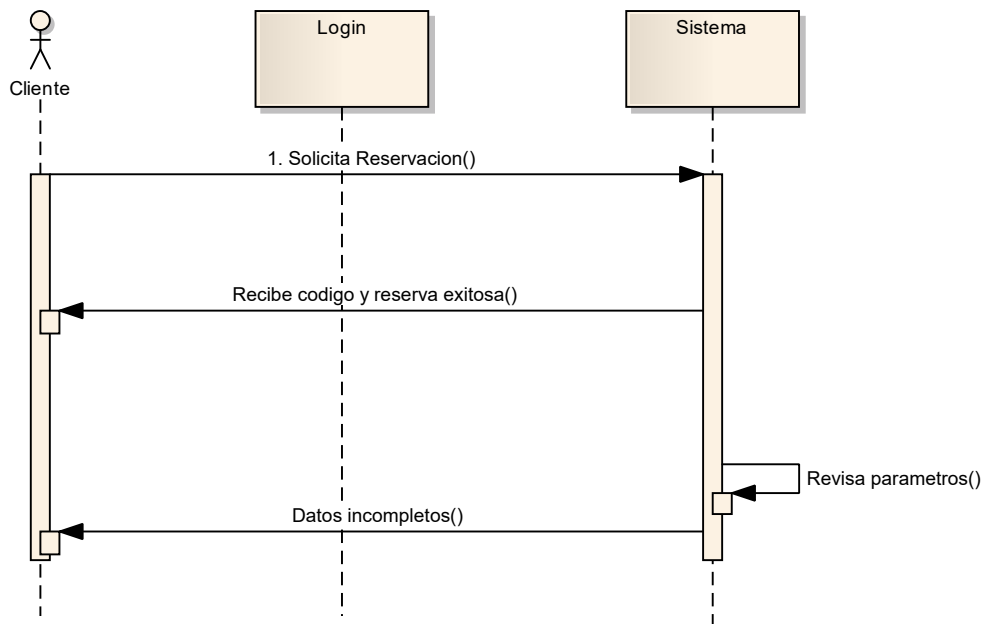 Login
Sistema
Cliente
1. Solicita Reservacion()
Recibe codigo y reserva exitosa()
Revisa parametros()
Datos incompletos()